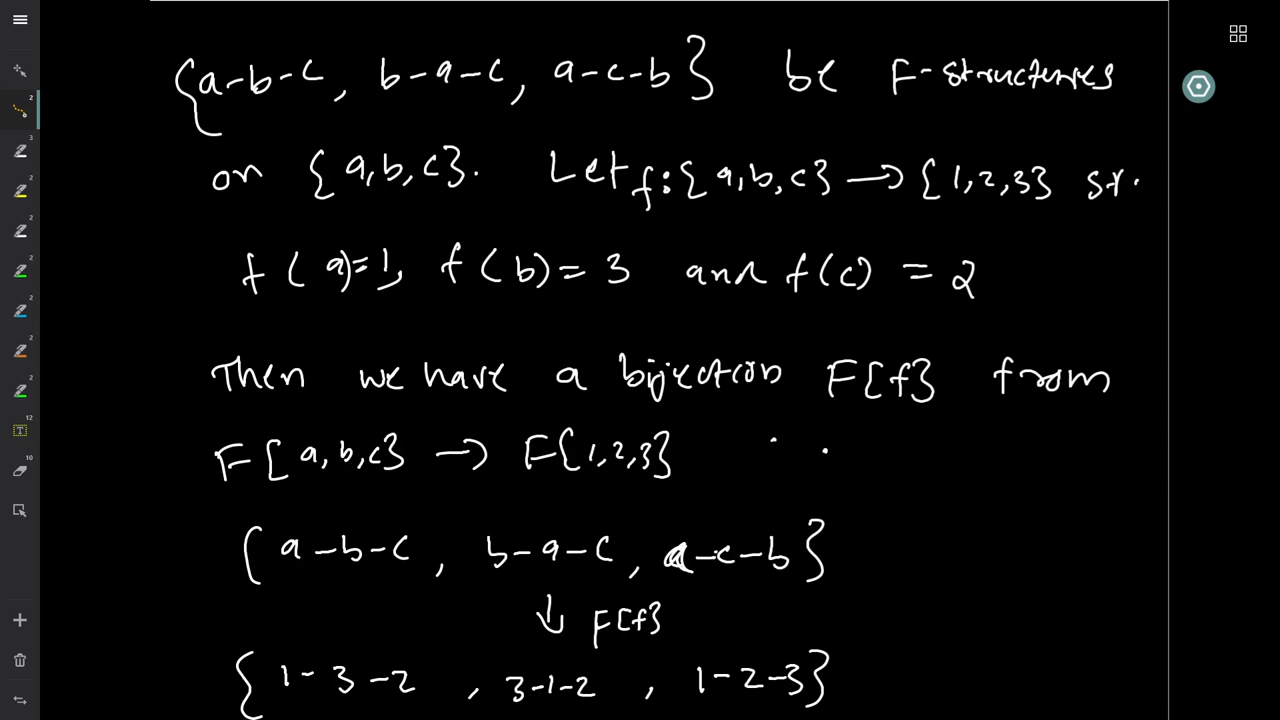 {a-b-c, b-a-c, a-c-b} be F-structures
on {a,b,c}. Let f:{a,b,c} → {1,2,3} s.t.
f(a)=1, f(b)=3 and f(c)=2
Then we have a bijection F[f} from
F[a,b,c} → F{1,2,3}
{a-b-c, b-a-c, a-c-b}
↓ F[f}
{1-3-2, 3-1-2, 1-2-3}